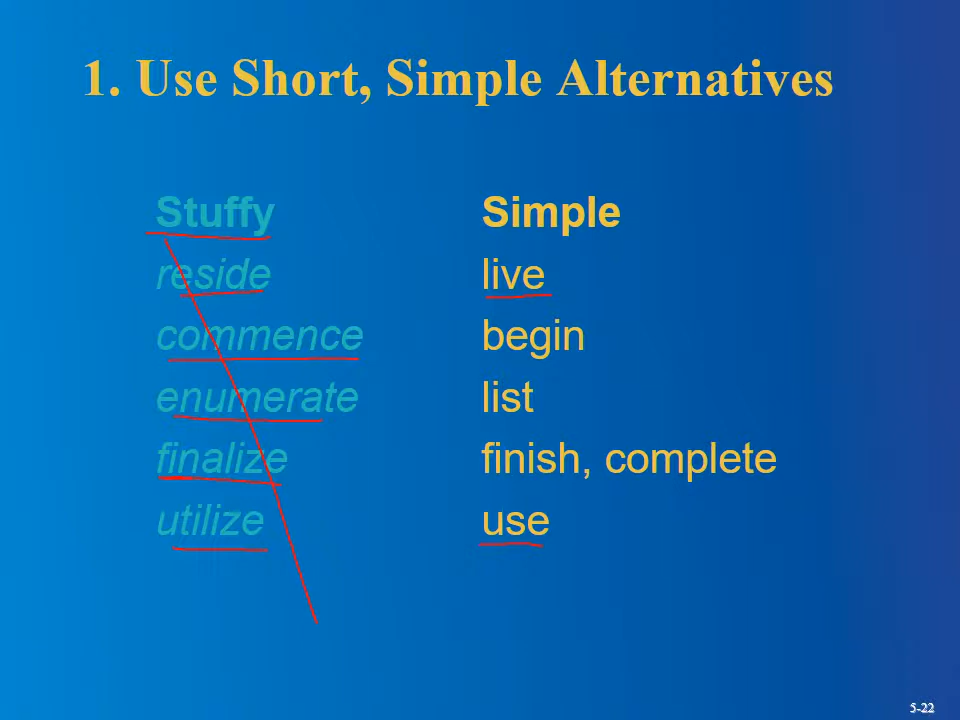 1. Use Short, Simple Alternatives
Stuffy Simple
reside live
commence begin
enumerate list
finalize finish, complete
utilize use
5-22